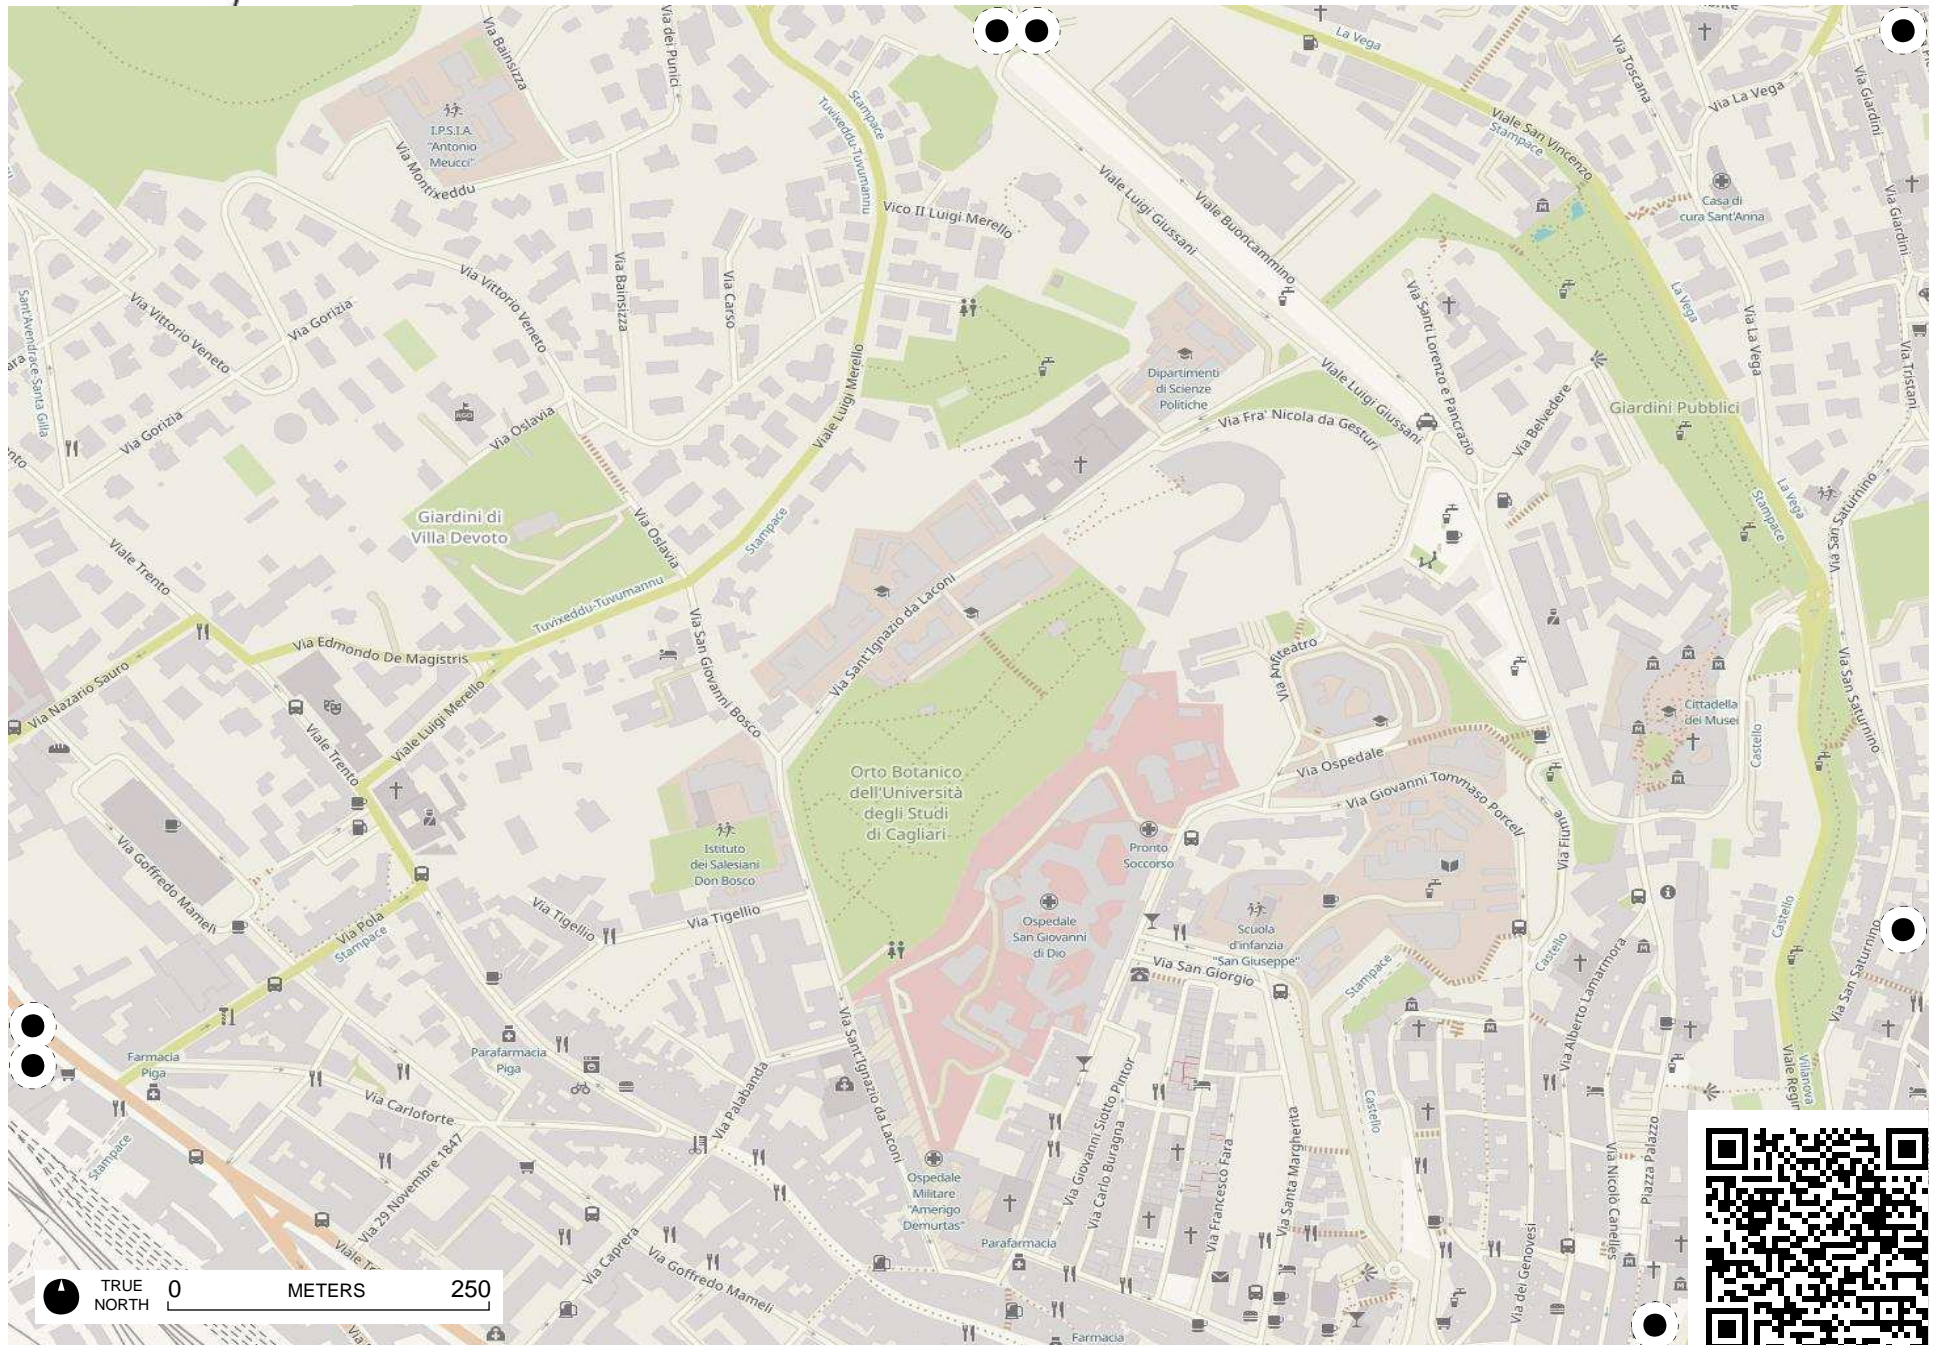 Via Bainsizza
Via dei Punici
La Vega
Via Toscana
Via La Vega
Via Giardini
I.P.S.I.A.
"Antonio
Meucci"
Via Montixeddu
Stampace
Tuvixeddu-Tuvumannu
Viale San Vincenzo
Stampace
Casa di
cura Sant'Anna
Via Giardini
Vico II Luigi Merello
Viale Luigi Giussani
Viale Buoncammino
Sant'Avendrace-Santa Gilla
Via Vittorio Veneto
Via Gorizia
Via Vittorio Veneto
Via Bainsizza
Via Carso
Viale Luigi Merello
Via Santi Lorenzo e Pancrazio
La Vega
Via La Vega
Via Tristani
Dipartimenti
di Scienze
Politiche
Viale Luigi Giussani
Via Fra' Nicola da Gesturi
Via Belvedere
Giardini Pubblici
Via Gorizia
Via Oslavia
Giardini di
Villa Devoto
Via Oslavia
Stampace
La Vega
Stampace
Via San Saturnino
Viale Trento
Tuvixeddu-Tuvumannu
Via Sant'Ignazio da Laconi
Via Edmondo De Magistris
Via San Giovanni Bosco
Via Anfiteatro
Via Nazario Sauro
Viale Luigi Merello
Viale Trento
Cittadella
dei Musei
Castello
Via San Saturnino
Via Ospedale
Via Giovanni Tommaso Porcell
Via Fiume
Orto Botanico
dell'Università
degli Studi
di Cagliari
Istituto
dei Salesiani
Don Bosco
Pronto
Soccorso
Via Goffredo Mameli
Via Pola
Stampace
Via Tigellio
Via Tigellio
Ospedale
San Giovanni
di Dio
Scuola
d'infanzia
"San Giuseppe"
Via San Giorgio
Stampace
Castello
Via Alberto Lamarmora
Castello
Via San Saturnino
Via San Saturnino
Farmacia
Piga
Parafarmacia
Piga
Via Sant'Ignazio da Laconi
Via Carloforte
Via Palabanda
Via Giovanni Siotto Pintor
Via Carlo Buragna
Via Francesco Fara
Via Santa Margherita
Castello
Viale Regin
Villanova
Stampace
Via 29 Novembre 1847
Ospedale
Militare
"Amerigo
Demurtas"
Parafarmacia
Via Nicolò Canelles
Piazza Palazzo
Via dei Genovesi
Via Caprera
Via Goffredo Mameli
Viale Tr
Farmacia
TRUE
NORTH
0 METERS 250